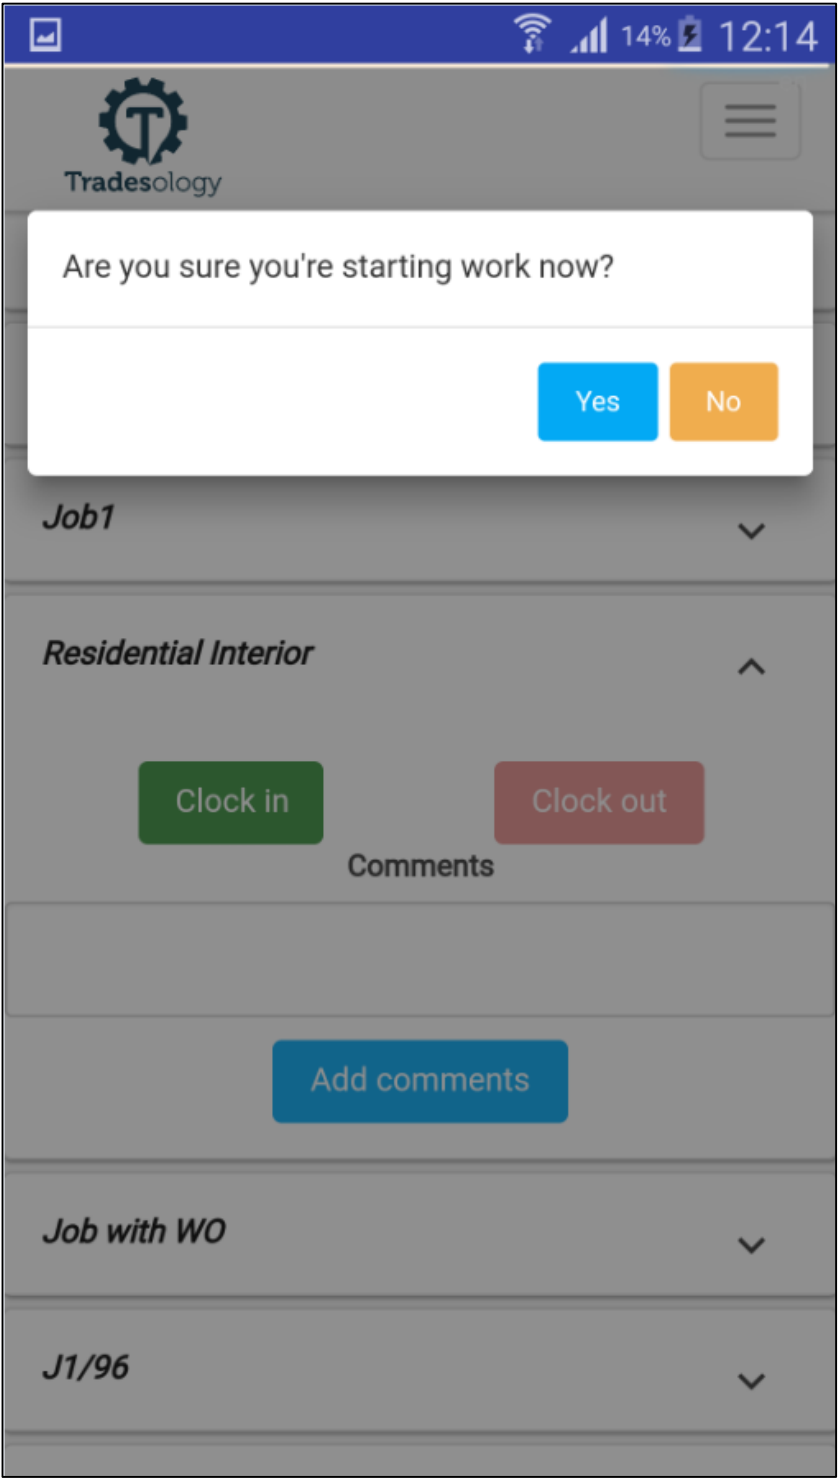 14% 12:14
Tradesology
Are you sure you're starting work now?
Yes No
Job1
Residential Interior
Clock in Clock out
Comments
Add comments
Job with WO
J1/96